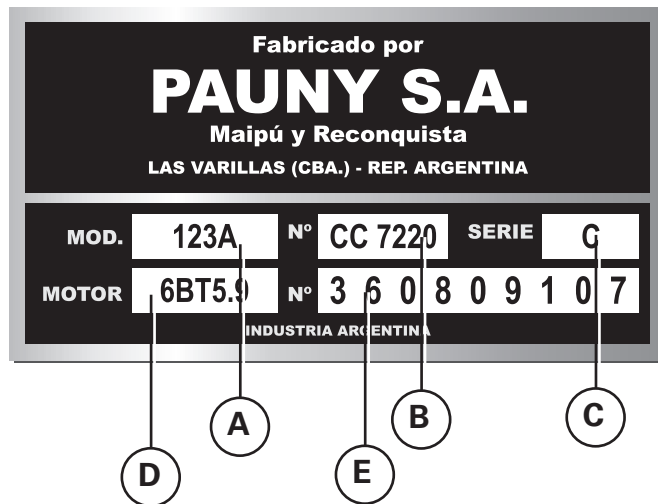 Fabricado por
PAUNY S.A.
Maipú y Reconquista
LAS VARILLAS (CBA.) - REP. ARGENTINA
MOD. 123A Nº CC 7220 SERIE C
MOTOR 6BT5.9 Nº 3 6 0 8 0 9 1 0 7
INDUSTRIA ARGENTINA
A
B
C
D
E